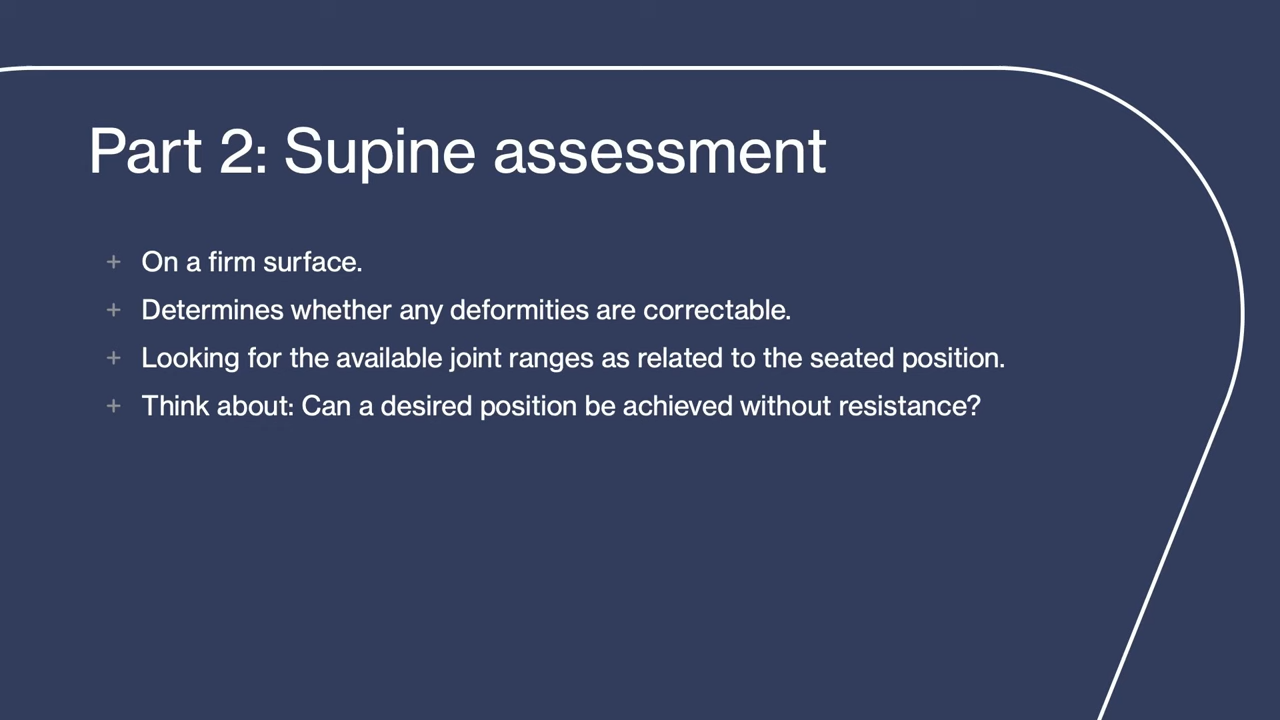 Part 2: Supine assessment
+ On a firm surface.
+ Determines whether any deformities are correctable.
+ Looking for the available joint ranges as related to the seated position.
+ Think about: Can a desired position be achieved without resistance?